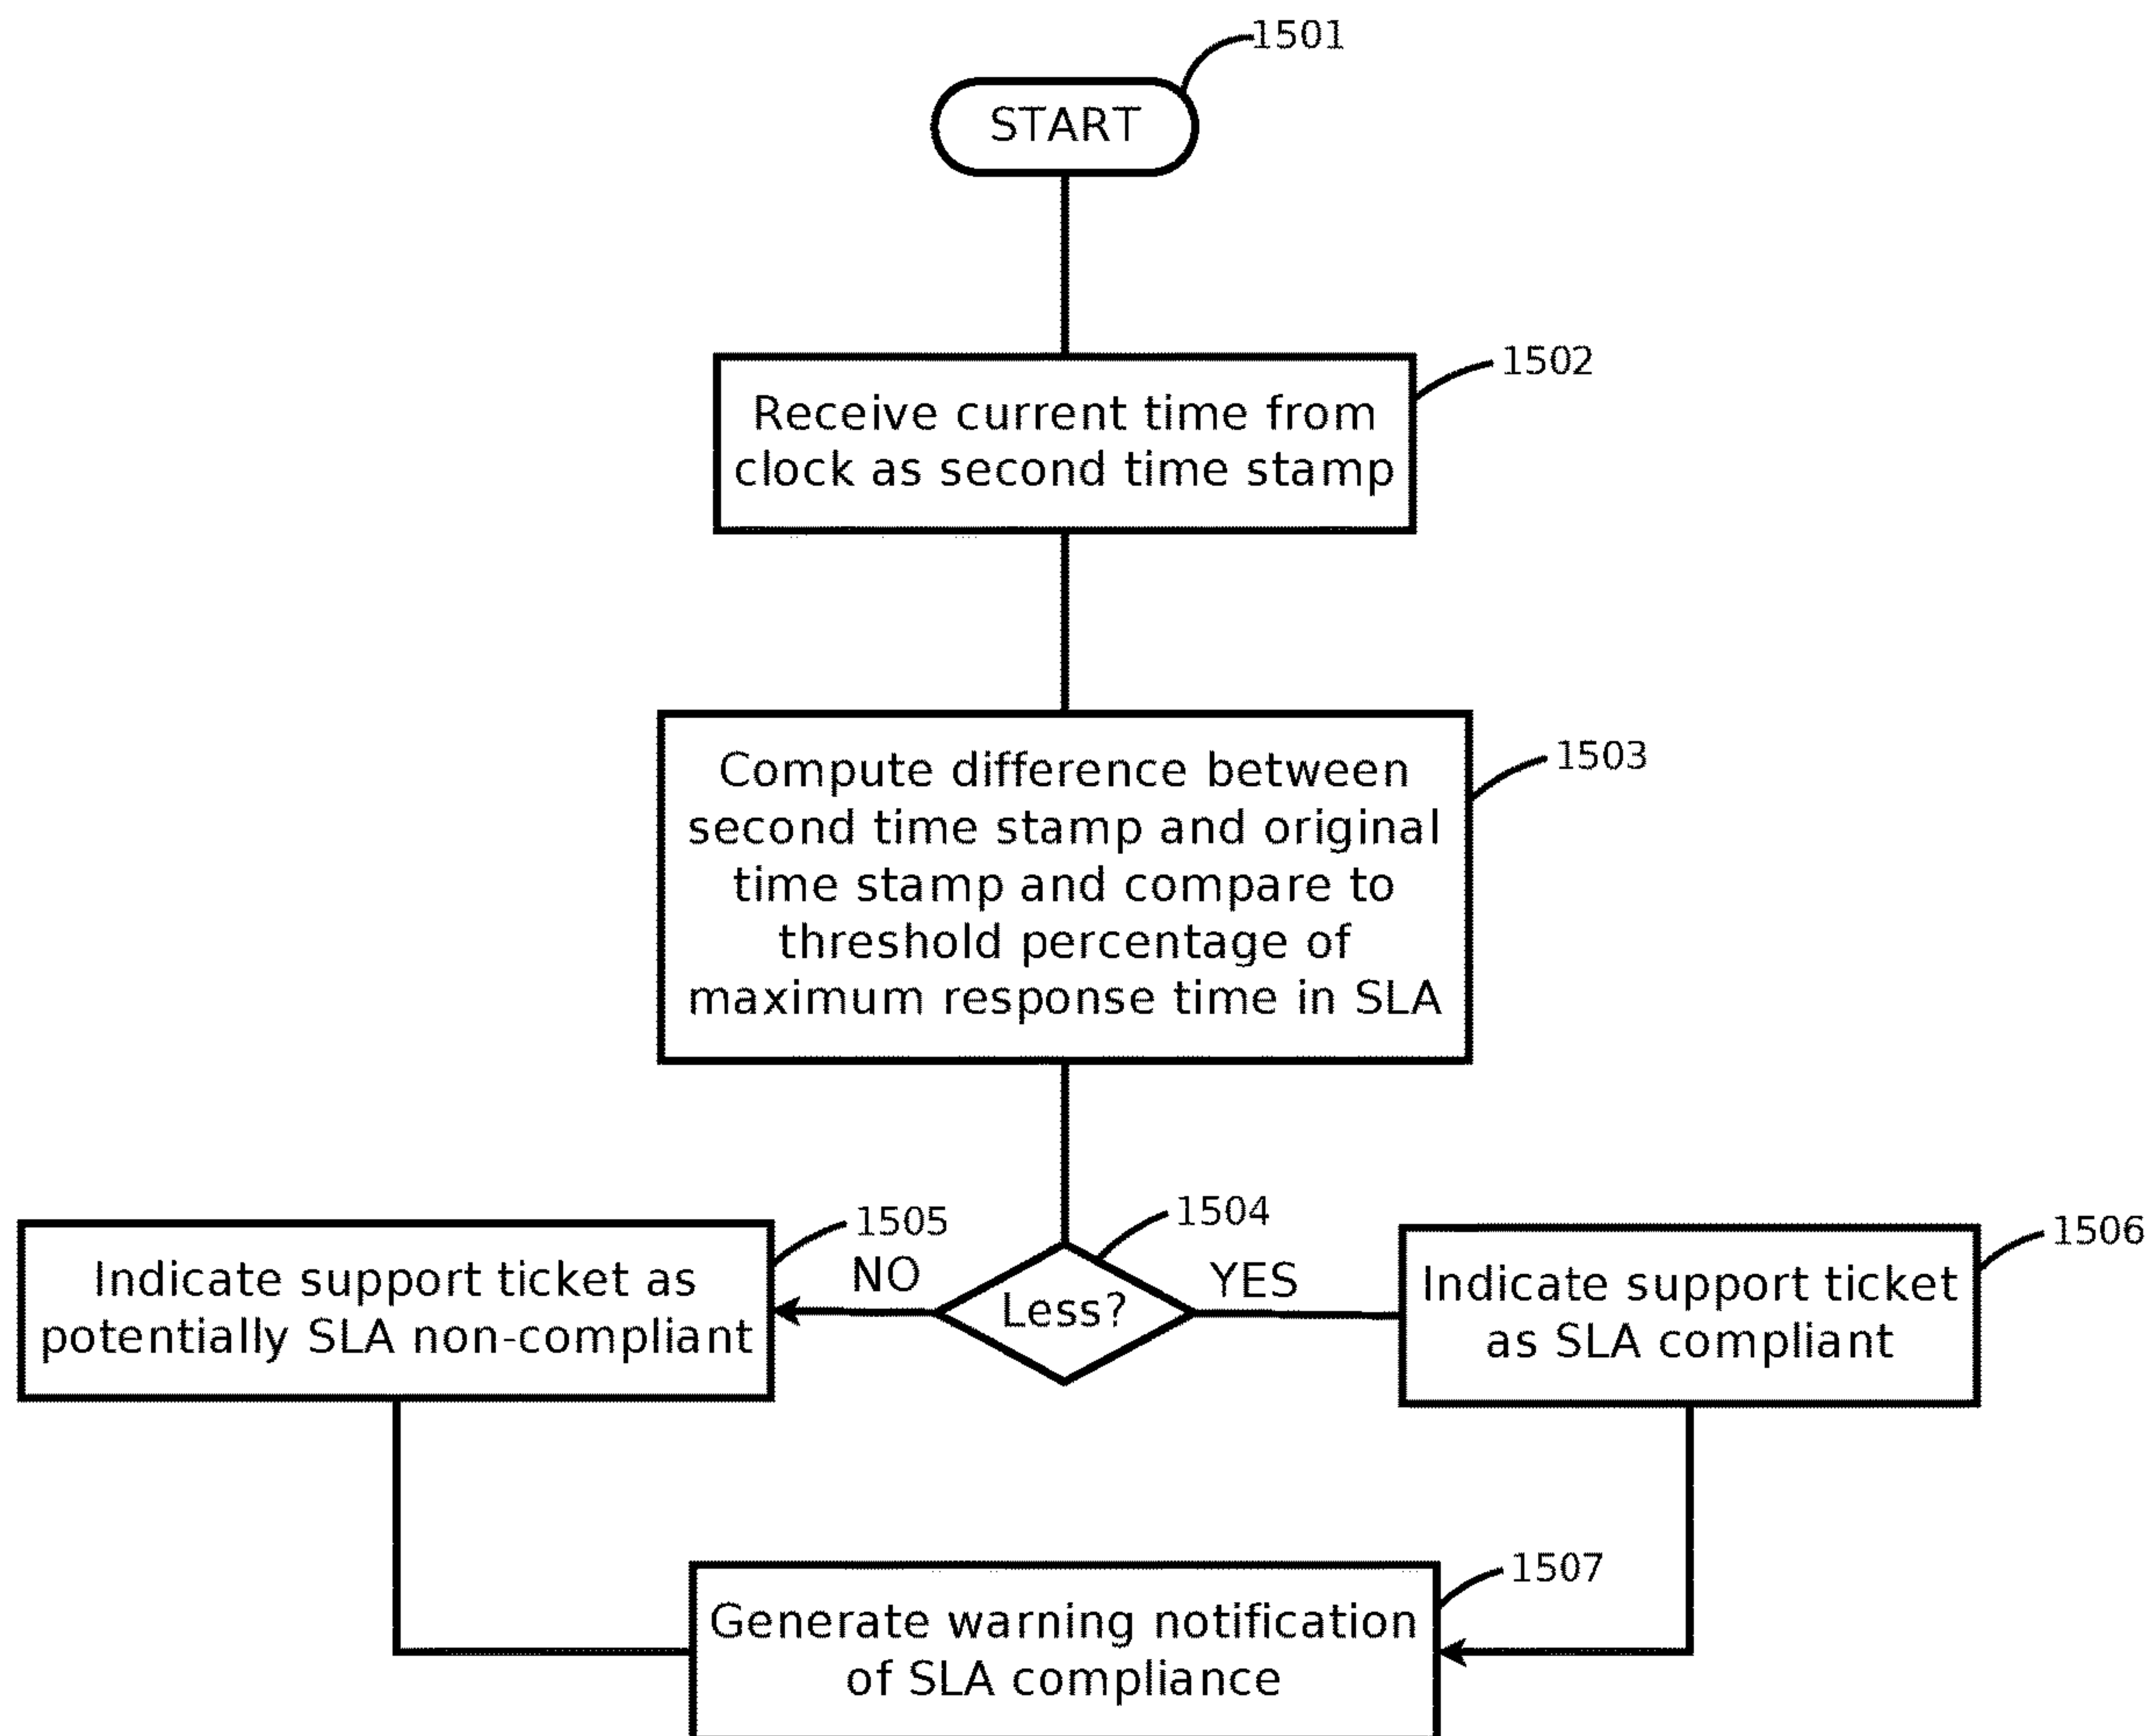 1501
START
1502
Receive current time from
clock as second time stamp
1503
Compute difference between
second time stamp and original
time stamp and compare to
threshold percentage of
maximum response time in SLA
1504
Less?
NO
YES
1505
Indicate support ticket as
potentially SLA non-compliant
1506
Indicate support ticket
as SLA compliant
1507
Generate warning notification
of SLA compliance